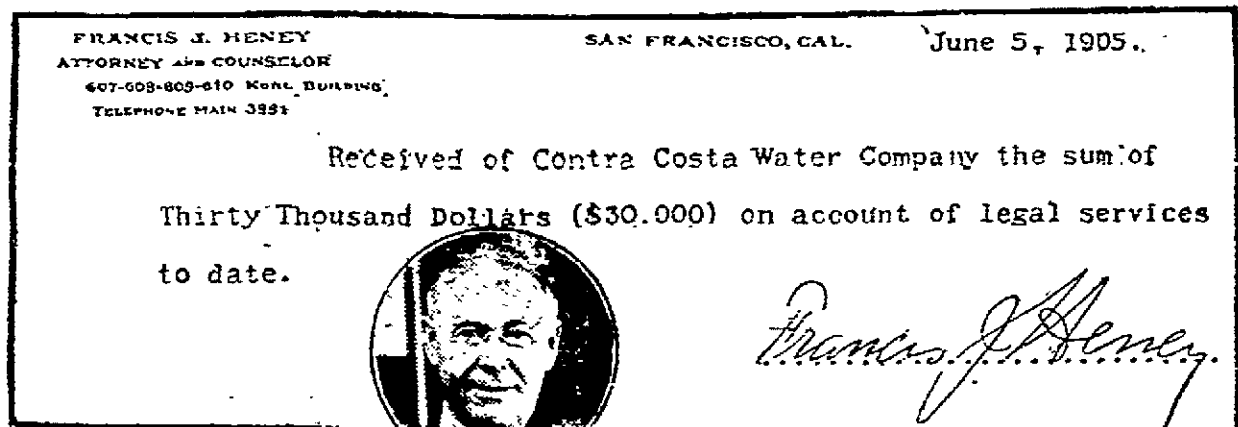 FRANCIS J. HENEY
ATTORNEY AND COUNSELOR
607-608-609-610 KOHL BUILDING
TELEPHONE MAIN
SAN FRANCISCO, CAL. June 5, 1905.
Received of Contra Costa Water Company the sum of
Thirty Thousand Dollars ($30.000) on account of legal services
to date.
Francis J. Heney.